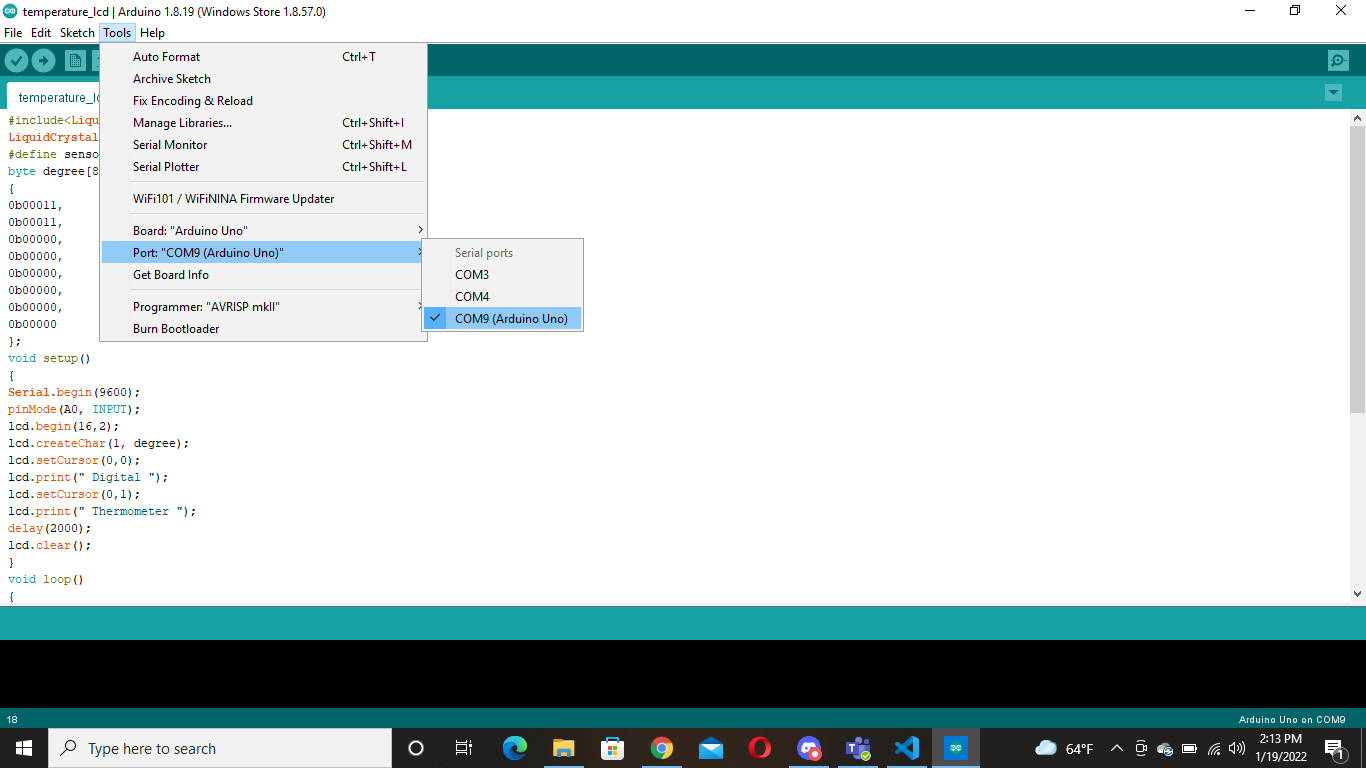 temperature_lcd | Arduino 1.8.19 (Windows Store 1.8.57.0)
File Edit Sketch Tools Help
Auto Format Ctrl+T
Archive Sketch
Fix Encoding & Reload
Manage Libraries... Ctrl+Shift+I
Serial Monitor Ctrl+Shift+M
Serial Plotter Ctrl+Shift+L
WiFi101 / WiFiNINA Firmware Updater
Board: "Arduino Uno"
Port: "COM9 (Arduino Uno)"
Get Board Info
Programmer: "AVRISP mkII"
Burn Bootloader
Serial ports
COM3
COM4
COM9 (Arduino Uno)
temperature_lc
#include<Liqu
LiquidCrystal
#define senso
byte degree[8
{
0b00011,
0b00011,
0b00000,
0b00000,
0b00000,
0b00000,
0b00000,
0b00000
};
void setup()
{
Serial.begin(9600);
pinMode(A0, INPUT);
lcd.begin(16,2);
lcd.createChar(1, degree);
lcd.setCursor(0,0);
lcd.print(" Digital ");
lcd.setCursor(0,1);
lcd.print(" Thermometer ");
delay(2000);
lcd.clear();
}
void loop()
{
18 Arduino Uno on COM9
Type here to search
64°F
2:13 PM
1/19/2022
1